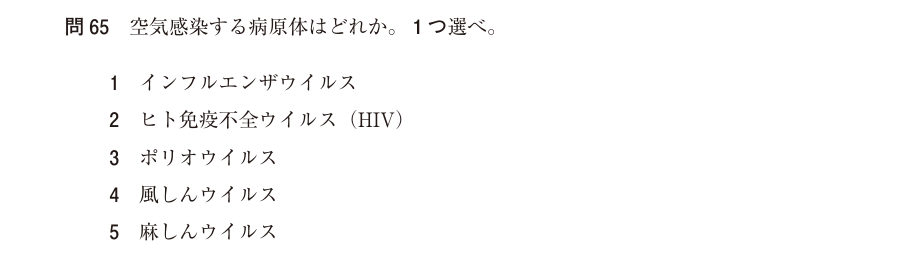 問 65　空気感染する病原体はどれか。1つ選べ。
1　インフルエンザウイルス
2　ヒト免疫不全ウイルス（HIV）
3　ポリオウイルス
4　風しんウイルス
5　麻しんウイルス